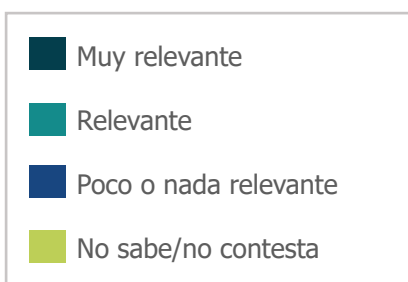 Muy relevante
Relevante
Poco o nada relevante
No sabe/no contesta